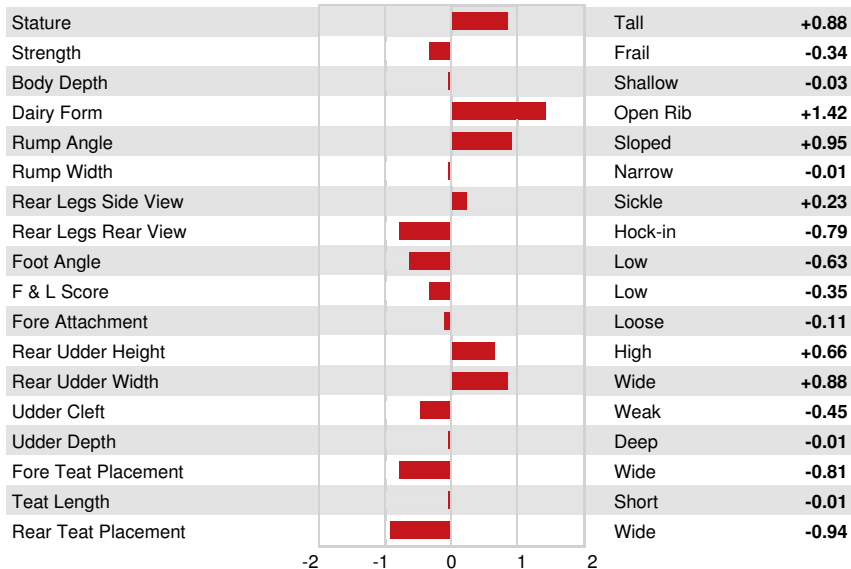 Stature Tall +0.88
Strength Frail -0.34
Body Depth Shallow -0.03
Dairy Form Open Rib +1.42
Rump Angle Sloped +0.95
Rump Width Narrow -0.01
Rear Legs Side View Sickle +0.23
Rear Legs Rear View Hock-in -0.79
Foot Angle Low -0.63
F & L Score Low -0.35
Fore Attachment Loose -0.11
Rear Udder Height High +0.66
Rear Udder Width Wide +0.88
Udder Cleft Weak -0.45
Udder Depth Deep -0.01
Fore Teat Placement Wide -0.81
Teat Length Short -0.01
Rear Teat Placement Wide -0.94
-2 -1 0 1 2